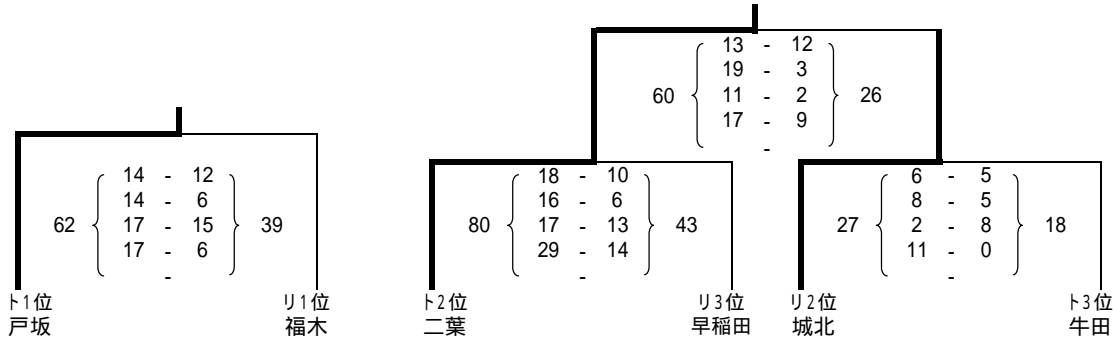 13 - 12
19 - 3
60 { 11 - 2 } 26
17 - 9
-
14 - 12
14 - 6
62 { 17 - 15 } 39
17 - 6
-
ト1位 リ1位
戸坂 福木
18 - 10
16 - 6
80 { 17 - 13 } 43
29 - 14
-
ト2位 リ3位
二葉 早稲田
6 - 5
8 - 5
27 { 2 - 8 } 18
11 - 0
-
リ2位 ト3位
城北 牛田